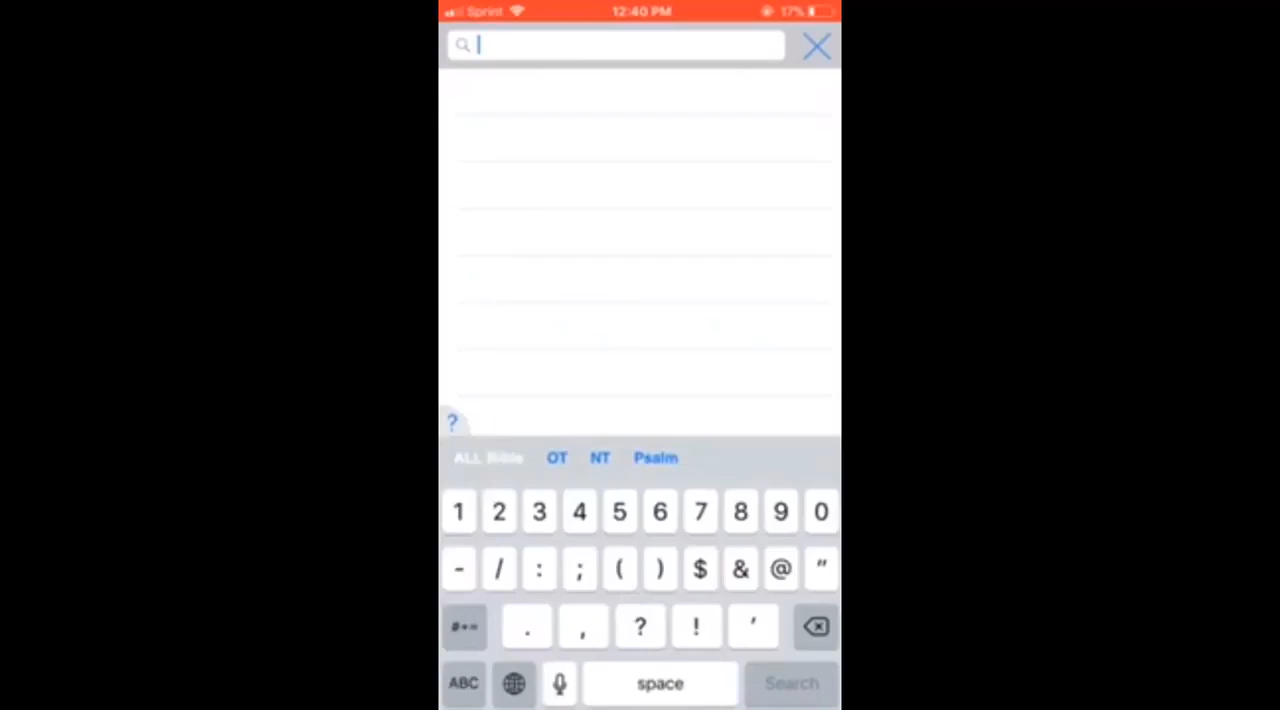 Sprint 12:40 PM 17%
?
ALL Bible OT NT Psalm
1 2 3 4 5 6 7 8 9 0
- / : ; ( ) $ & @ "
#+= . , ? ! '
ABC space Search